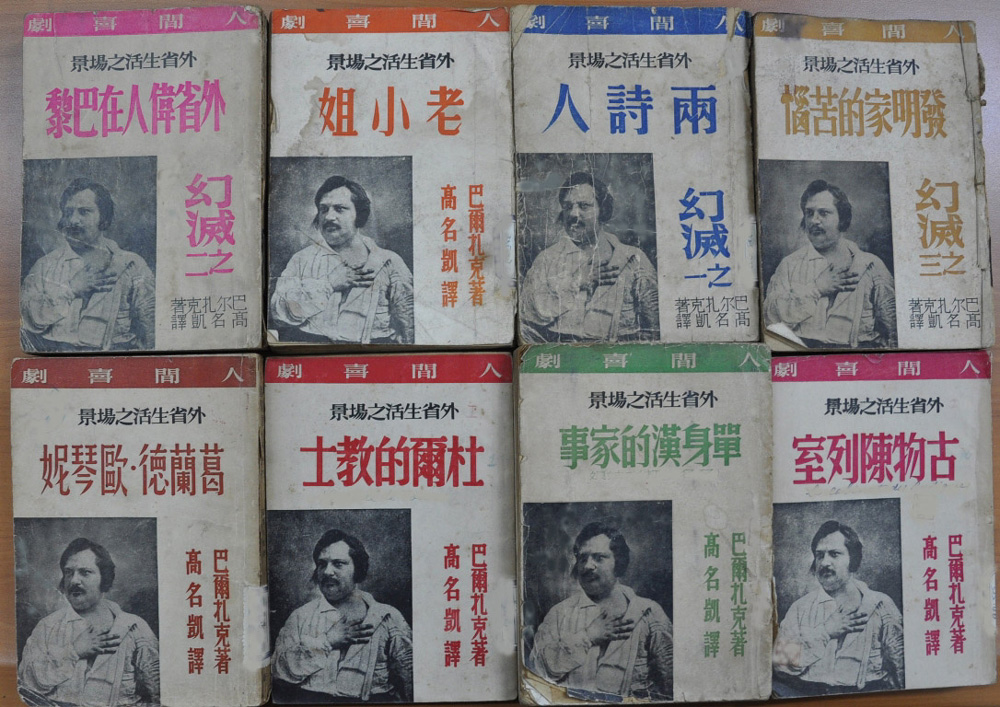 人間喜劇
外省生活之場景
外省偉人在巴黎
幻滅之二
巴尔扎克著
高名凱譯
人間喜劇
外省生活之場景
老小姐
巴爾扎克著
高名凱譯
人間喜劇
外省生活之場景
兩詩人
幻滅之一
巴尔扎克著
高名凱譯
人間喜劇
外省生活之場景
發明家的苦惱
幻滅之三
巴尔扎克著
高名凱譯
人間喜劇
外省生活之場景
葛蘭德·歐琴妮
巴爾扎克著
高名凱譯
人間喜劇
外省生活之場景
杜爾的教士
巴爾扎克著
高名凱譯
人間喜劇
外省生活之場景
單身漢的家事
巴爾扎克著
高名凱譯
人間喜劇
外省生活之場景
古物陳列室
巴爾扎克著
高名凱譯